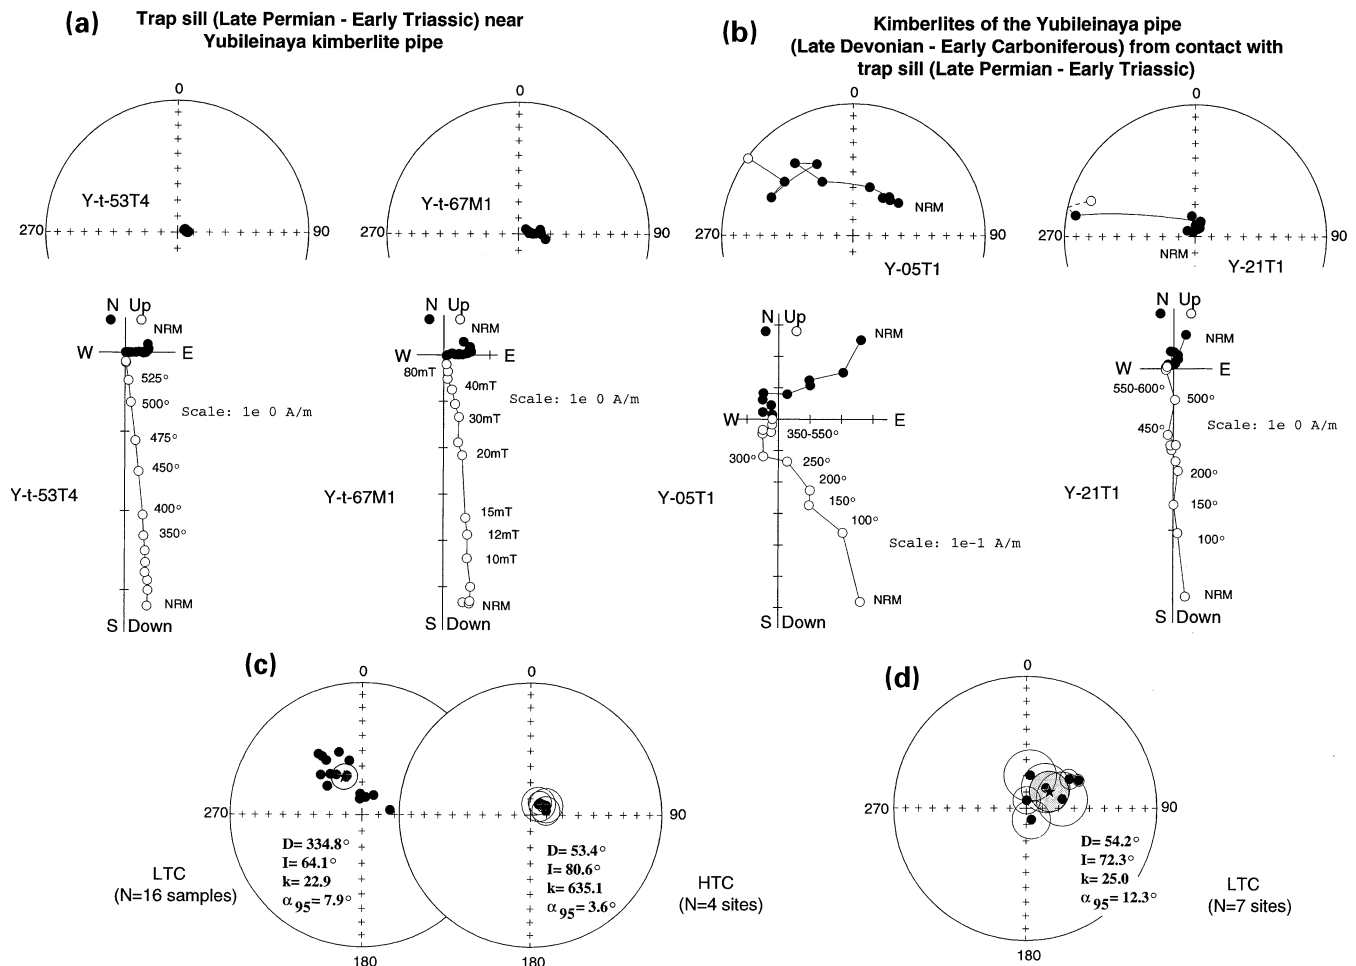 (a)
Trap sill (Late Permian - Early Triassic) near
Yubileinaya kimberlite pipe
(b)
Kimberlites of the Yubileinaya pipe
(Late Devonian - Early Carboniferous) from contact with
trap sill (Late Permian - Early Triassic)
0
Y-t-53T4
270
90
0
Y-t-67M1
270
90
0
NRM
270
90
Y-05T1
0
270
90
NRM
Y-21T1
N Up
NRM
W E
525°
500°
Scale: 1e 0 A/m
475°
450°
Y-t-53T4
400°
350°
NRM
S Down
N Up
NRM
W E
80mT
40mT
Scale: 1e 0 A/m
30mT
20mT
Y-t-67M1
15mT
12mT
10mT
NRM
S Down
N Up
NRM
W E
350-550°
300°
250°
200°
Y-05T1
150°
100°
Scale: 1e-1 A/m
NRM
S Down
N Up
NRM
W E
550-600°
500°
450°
Scale: 1e 0 A/m
200°
Y-21T1
150°
100°
NRM
S Down
(c)
0
270
D= 334.8°
I= 64.1°
k= 22.9
α95= 7.9°
LTC
(N=16 samples)
180
0
90
D= 53.4°
I= 80.6°
k= 635.1
α95= 3.6°
HTC
(N=4 sites)
180
(d)
0
270
90
D= 54.2°
I= 72.3°
k= 25.0
α95= 12.3°
LTC
(N=7 sites)
180